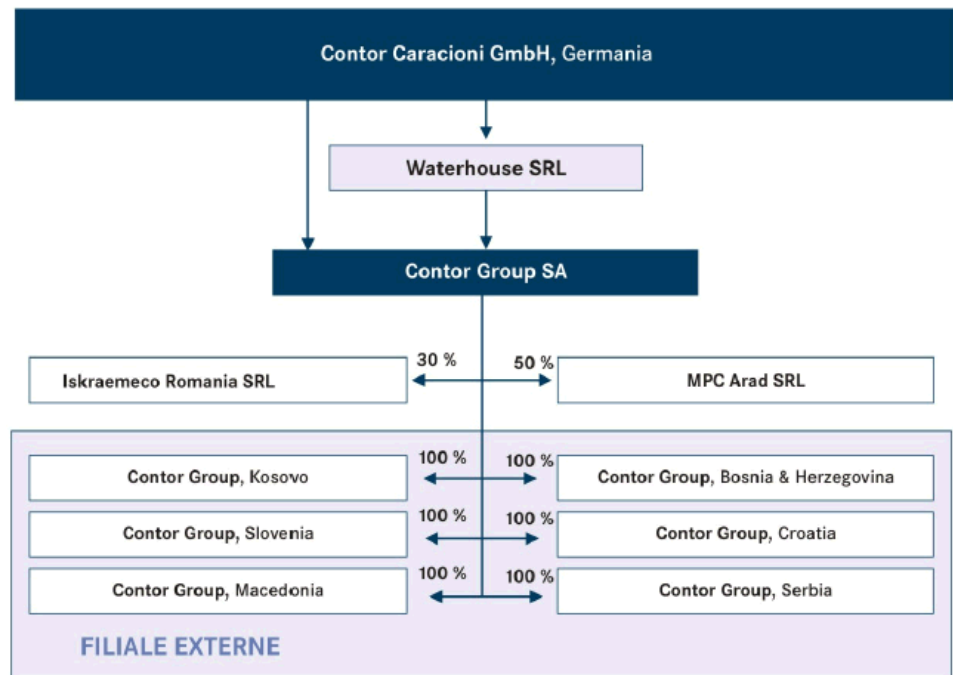 Contor Caracioni GmbH, Germania
Waterhouse SRL
Contor Group SA
30 % 50 %
Iskraemeco Romania SRL MPC Arad SRL
100 % 100 %
Contor Group, Kosovo Contor Group, Bosnia & Herzegovina
100 % 100 %
Contor Group, Slovenia Contor Group, Croatia
100 % 100 %
Contor Group, Macedonia Contor Group, Serbia
FILIALE EXTERNE